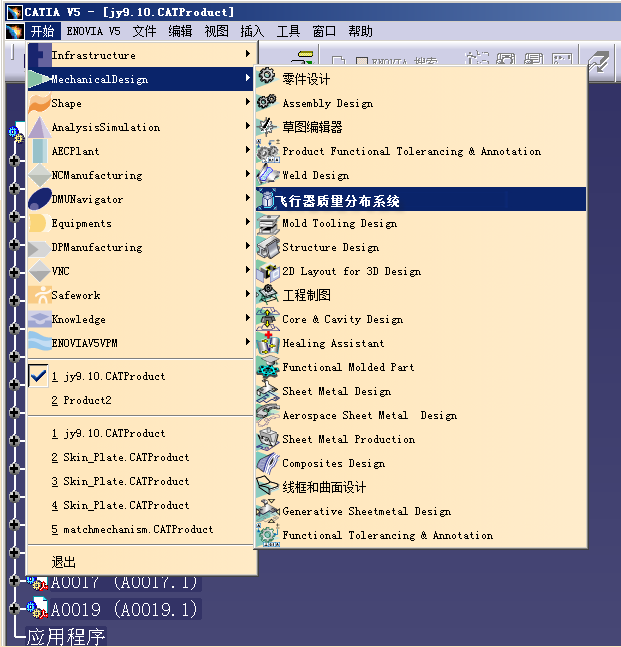 CATIA V5 - [jy9.10.CATProduct]
开始 ENOVIA V5 文件 编辑 视图 插入 工具 窗口 帮助
Infrastructure
MechanicalDesign
Shape
AnalysisSimulation
AECPlant
NCManufacturing
DMUNavigator
Equipments
DPManufacturing
VNC
Safework
Knowledge
ENOVIAV5VPM
1 jy9.10.CATProduct
2 Product2
1 jy9.10.CATProduct
2 Skin_Plate.CATProduct
3 Skin_Plate.CATProduct
4 Skin_Plate.CATProduct
5 matchmechanism.CATProduct
退出
零件设计
Assembly Design
草图编辑器
Product Functional Tolerancing & Annotation
Weld Design
飞行器质量分布系统
Mold Tooling Design
Structure Design
2D Layout for 3D Design
工程制图
Core & Cavity Design
Healing Assistant
Functional Molded Part
Sheet Metal Design
Aerospace Sheet Metal Design
Sheet Metal Production
Composites Design
线框和曲面设计
Generative Sheetmetal Design
Functional Tolerancing & Annotation
A0017 (A0017.1)
A0019 (A0019.1)
应用程序